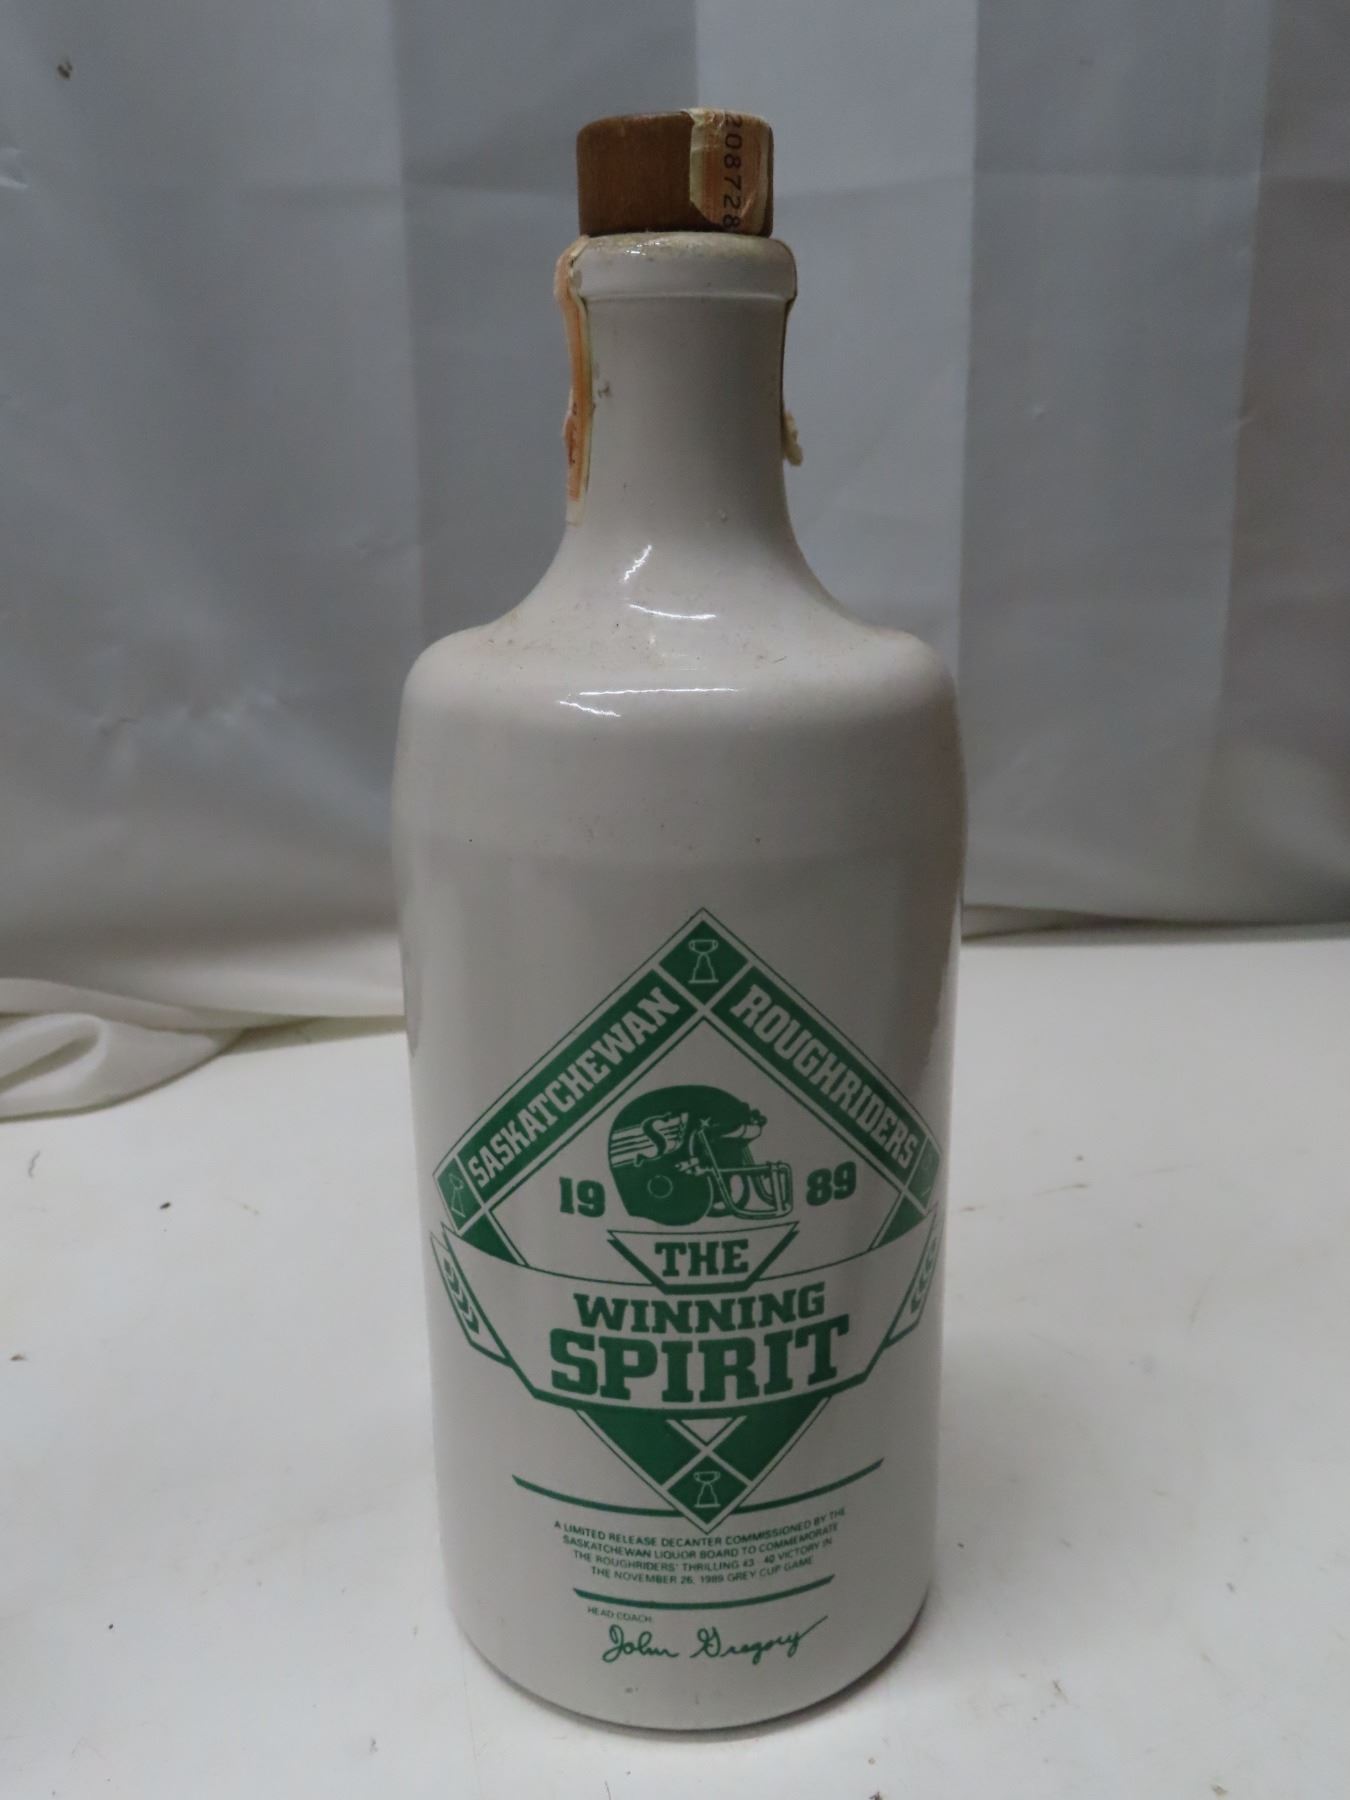 208728
SASKATCHEWAN
ROUGHRIDERS
S
19 89
THE
WINNING
SPIRIT
A LIMITED RELEASE DECANTER COMMISSIONED BY THE
SASKATCHEWAN LIQUOR BOARD TO COMMEMORATE
THE ROUGHRIDERS' THRILLING 43 - 40 VICTORY IN
THE NOVEMBER 26, 1989 GREY CUP GAME
HEAD COACH
John Gregory